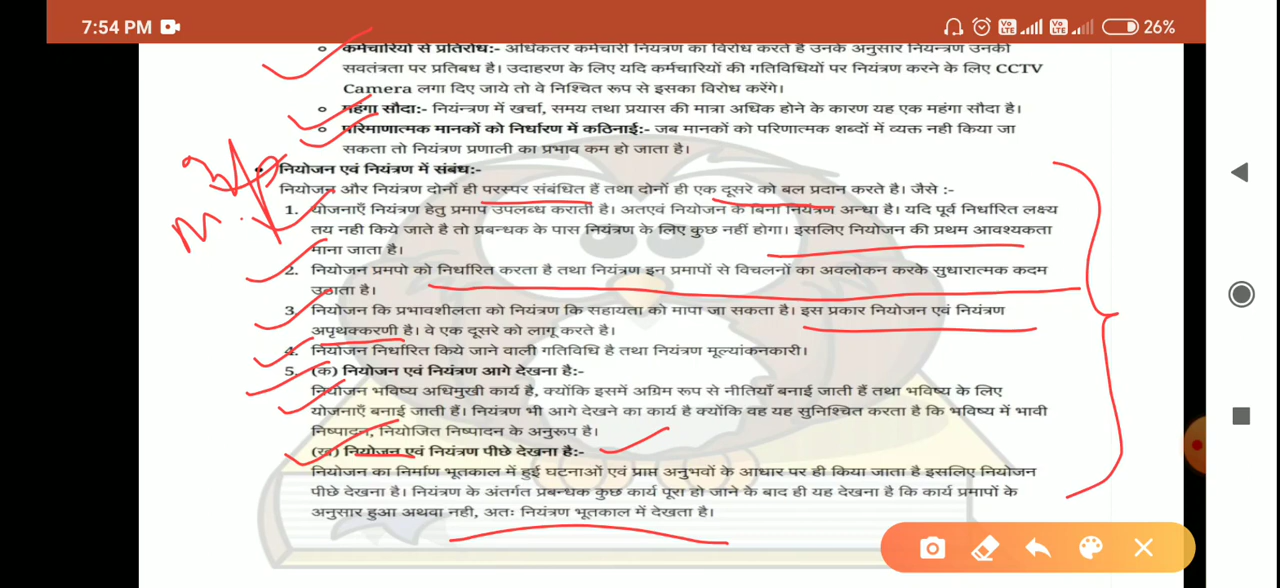 7:54 PM 26%
कर्मचारियों से प्रतिरोध:- अधिकतर कर्मचारी नियंत्रण का विरोध करते है उनके अनुसार नियन्त्रण उनकी
सवतंत्रता पर प्रतिबध है। उदाहरण के लिए यदि कर्मचारियों की गतिविधियों पर नियंत्रण करने के लिए CCTV
Camera लगा दिए जाये तो वे निश्चित रूप से इसका विरोध करेंगे।
महंगा सौदा:- नियंन्त्रण में खर्चा, समय तथा प्रयास की मात्रा अधिक होने के कारण यह एक महंगा सौदा है।
परिमाणात्मक मानकों को निर्धारण में कठिनाई:- जब मानकों को परिणात्मक शब्दों में व्यक्त नही किया जा
सकता तो नियंत्रण प्रणाली का प्रभाव कम हो जाता है।
नियोजन एवं नियंत्रण में संबंध:-
नियोजन और नियंत्रण दोनों ही परस्पर संबंधित हैं तथा दोनों ही एक दूसरे को बल प्रदान करते है। जैसे :-
1. योजनाएँ नियंत्रण हेतु प्रमाप उपलब्ध कराती है। अतएवं नियोजन के बिना नियंत्रण अन्धा है। यदि पूर्व निर्धारित लक्ष्य
तय नही किये जाते है तो प्रबन्धक के पास नियंत्रण के लिए कुछ नहीं होगा। इसलिए नियोजन की प्रथम आवश्यकता
माना जाता है।
2. नियोजन प्रमपो को निर्धारित करता है तथा नियंत्रण इन प्रमापों से विचलनों का अवलोकन करके सुधारात्मक कदम
उठाता है।
3. नियोजन कि प्रभावशीलता को नियंत्रण कि सहायता को मापा जा सकता है। इस प्रकार नियोजन एवं नियंत्रण
अपृथक्करणी है। वे एक दूसरे को लागू करते है।
4. नियोजन निर्धारित किये जाने वाली गतिविधि है तथा नियंत्रण मूल्यांकनकारी।
5. (क) नियोजन एवं नियंत्रण आगे देखना है:-
नियोजन भविष्य अधिमुखी कार्य है, क्योंकि इसमें अग्रिम रूप से नीतियाँ बनाई जाती हैं तथा भविष्य के लिए
योजनाएँ बनाई जाती हैं। नियंत्रण भी आगे देखने का कार्य है क्योंकि वह यह सुनिश्चित करता है कि भविष्य में भावी
निष्पादन, नियोजित निष्पादन के अनुरूप है।
(ख) नियोजन एवं नियंत्रण पीछे देखना है:-
नियोजन का निर्माण भूतकाल में हुई घटनाओं एवं प्राप्त अनुभवों के आधार पर ही किया जाता है इसलिए नियोजन
पीछे देखना है। नियंत्रण के अंतर्गत प्रबन्धक कुछ कार्य पूरा हो जाने के बाद ही यह देखना है कि कार्य प्रमापों के
अनुसार हुआ अथवा नही, अतः नियंत्रण भूतकाल में देखता है।